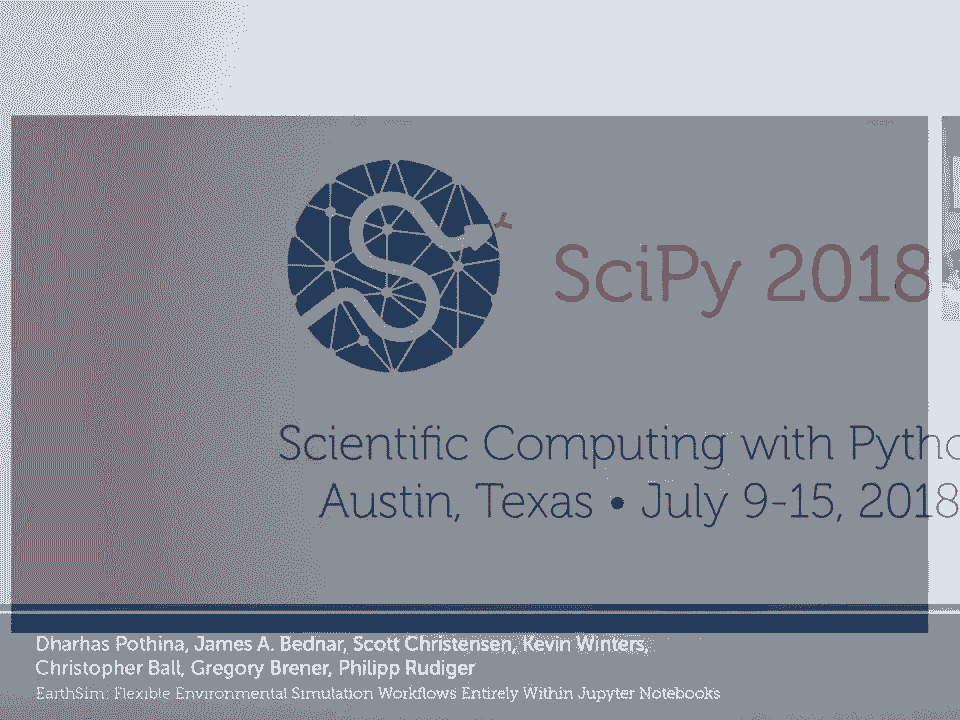 SciPy 2018
Scientific Computing with Pytho
Austin, Texas • July 9-15, 2018
Dharhas Pothina, James A. Bednar, Scott Christensen, Kevin Winters,
Christopher Ball, Gregory Brener, Philipp Rudiger
EarthSim: Flexible Environmental Simulation Workflows Entirely Within Jupyter Notebooks